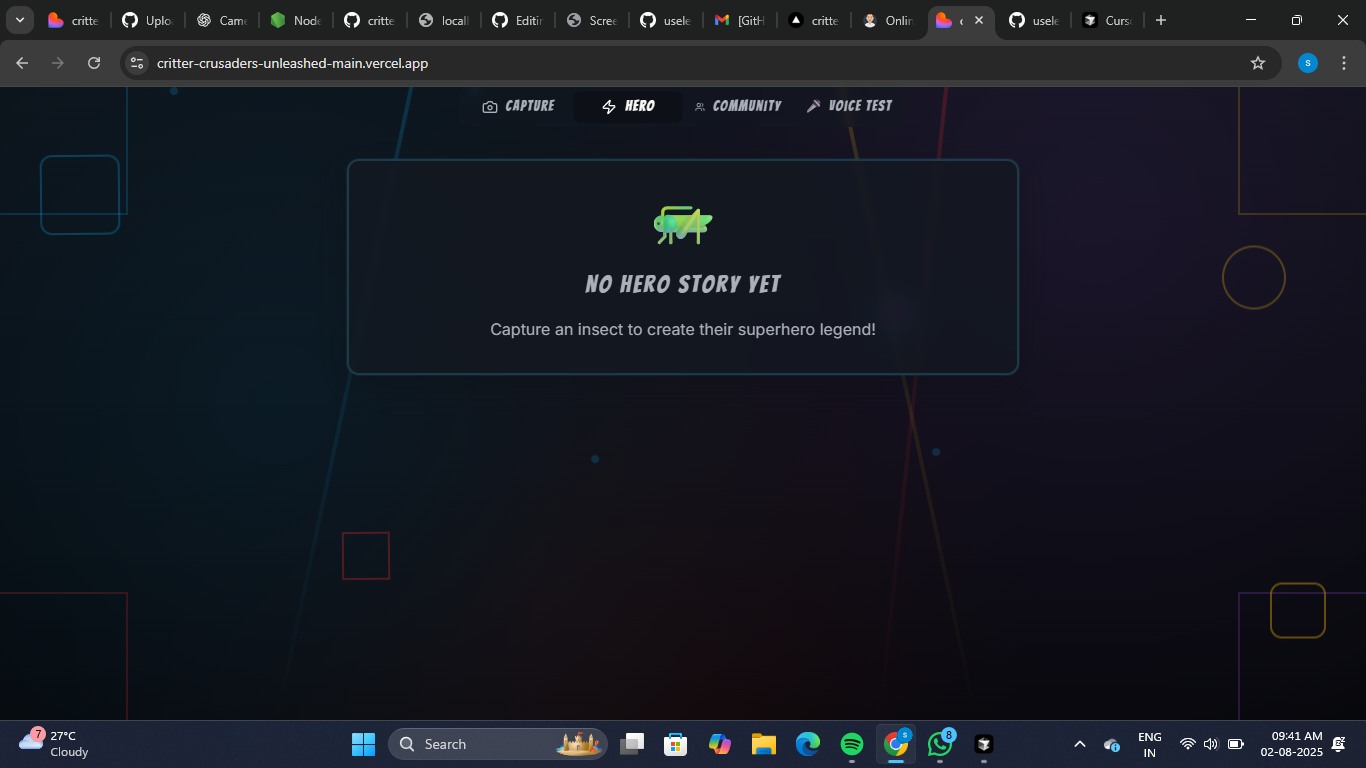 critte
Uplo
Came
Node
critte
locall
Editin
Scree
usele
[GitH
critte
Onlin
c
usele
Curso
critter-crusaders-unleashed-main.vercel.app
s
CAPTURE
HERO
COMMUNITY
VOICE TEST
NO HERO STORY YET
Capture an insect to create their superhero legend!
7
27°C
Cloudy
Search
s
8
ENG
IN
09:41 AM
02-08-2025